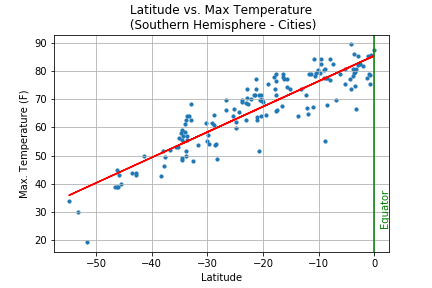 Latitude vs. Max Temperature
(Southern Hemisphere - Cities)
90
80
70
60
50
40
30
20
Max. Temperature (F)
Equator
−50 −40 −30 −20 −10 0
Latitude